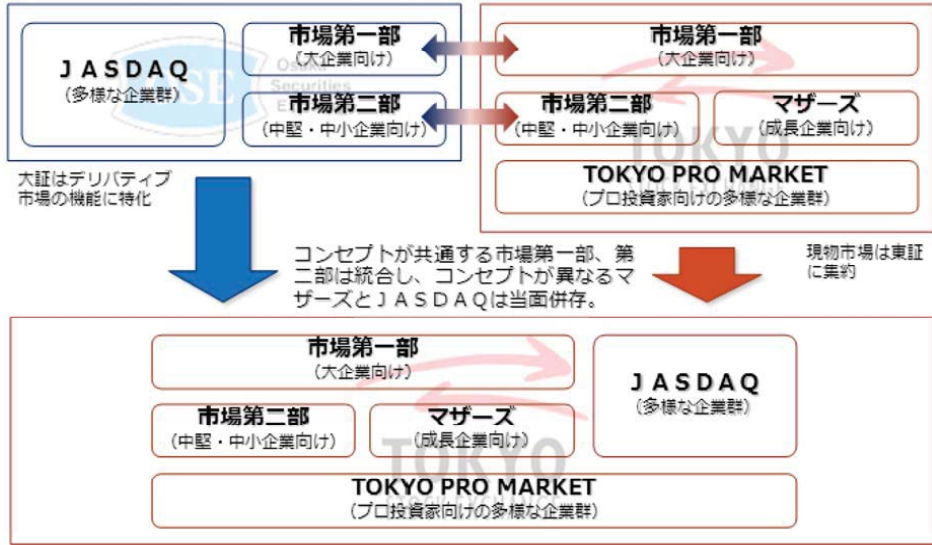 JASDAQ
(多様な企業群)
市場第一部
(大企業向け)
市場第二部
(中堅・中小企業向け)
OSE
Securities
市場第一部
(大企業向け)
市場第二部
(中堅・中小企業向け)
マザーズ
(成長企業向け)
TOKYO
TOKYO PRO MARKET
(プロ投資家向けの多様な企業群)
大証はデリバティブ
市場の機能に特化
コンセプトが共通する市場第一部、第
二部は統合し、コンセプトが異なるマ
ザーズとJASDAQは当面併存。
現物市場は東証
に集約
市場第一部
(大企業向け)
JASDAQ
(多様な企業群)
市場第二部
(中堅・中小企業向け)
マザーズ
(成長企業向け)
TOKYO
TOKYO PRO MARKET
(プロ投資家向けの多様な企業群)